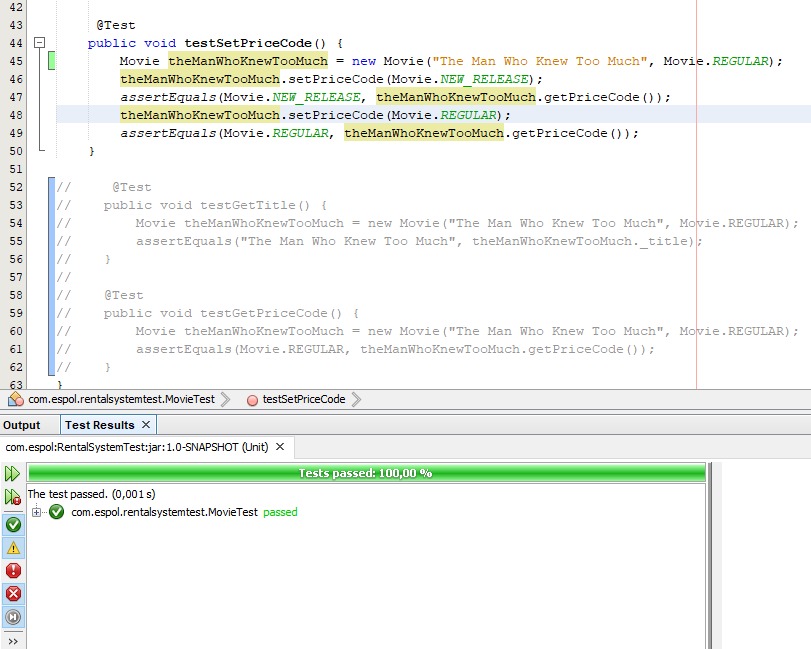 42
43 @Test
44 public void testSetPriceCode() {
45 Movie theManWhoKnewTooMuch = new Movie("The Man Who Knew Too Much", Movie.REGULAR);
46 theManWhoKnewTooMuch.setPriceCode(Movie.NEW_RELEASE);
47 assertEquals(Movie.NEW_RELEASE, theManWhoKnewTooMuch.getPriceCode());
48 theManWhoKnewTooMuch.setPriceCode(Movie.REGULAR);
49 assertEquals(Movie.REGULAR, theManWhoKnewTooMuch.getPriceCode());
50 }
51
52 // @Test
53 // public void testGetTitle() {
54 // Movie theManWhoKnewTooMuch = new Movie("The Man Who Knew Too Much", Movie.REGULAR);
55 // assertEquals("The Man Who Knew Too Much", theManWhoKnewTooMuch._title);
56 // }
57 //
58 // @Test
59 // public void testGetPriceCode() {
60 // Movie theManWhoKnewTooMuch = new Movie("The Man Who Knew Too Much", Movie.REGULAR);
61 // assertEquals(Movie.REGULAR, theManWhoKnewTooMuch.getPriceCode());
62 // }
63 }
com.espol.rentalsystemtest.MovieTest testSetPriceCode
Output Test Results
com.espol:RentalSystemTest:jar:1.0-SNAPSHOT (Unit)
Tests passed: 100,00 %
The test passed. (0,001 s)
com.espol.rentalsystemtest.MovieTest passed